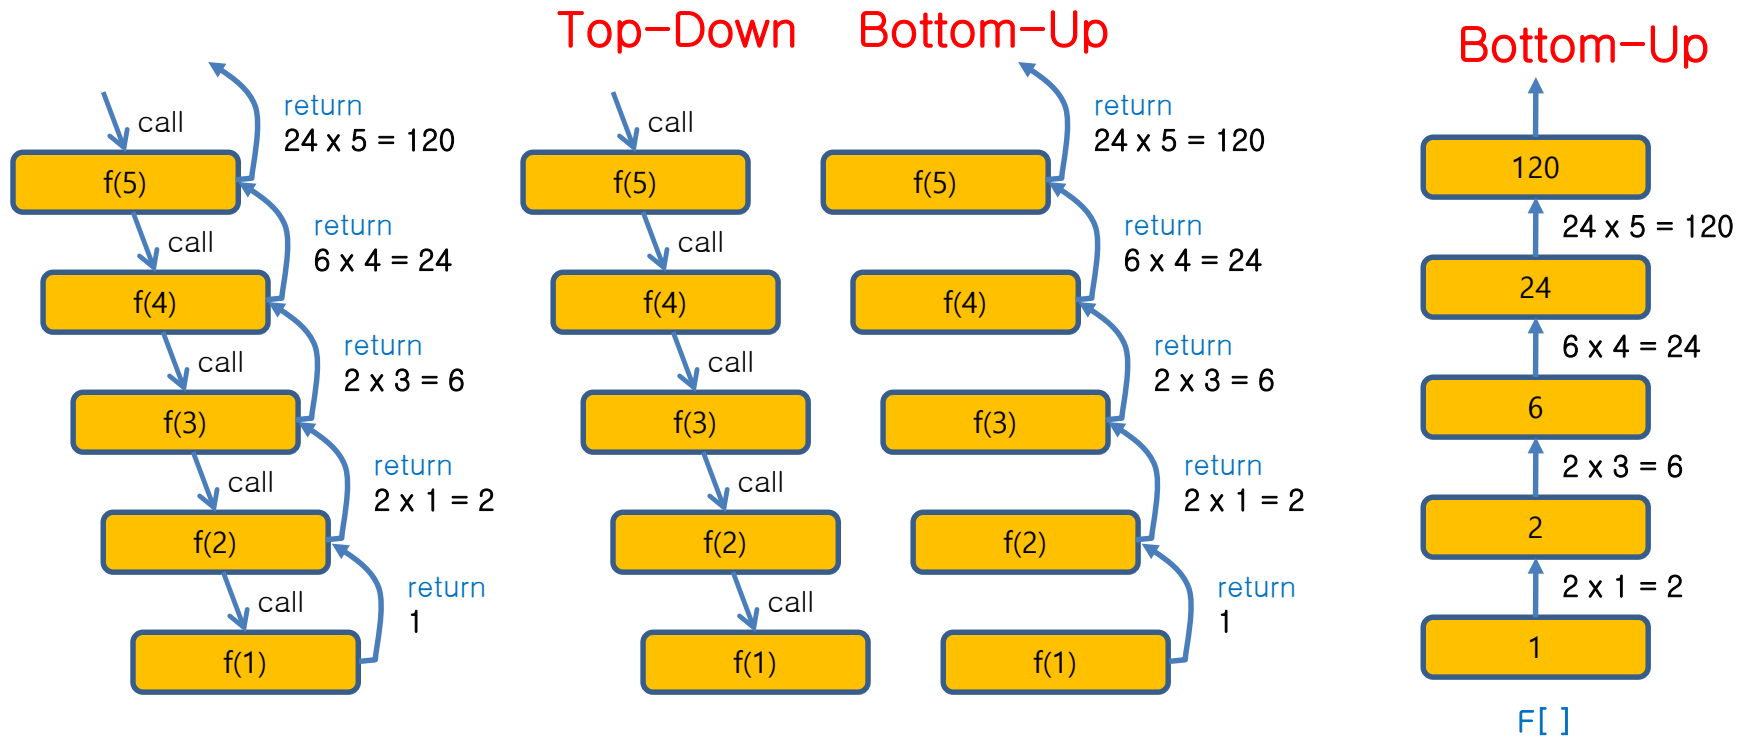 Top-Down
Bottom-Up
Bottom-Up
call
return
24 x 5 = 120
f(5)
call
return
6 x 4 = 24
f(4)
call
return
2 x 3 = 6
f(3)
call
return
2 x 1 = 2
f(2)
call
return
1
f(1)
call
f(5)
call
f(4)
call
f(3)
call
f(2)
call
f(1)
return
24 x 5 = 120
f(5)
return
6 x 4 = 24
f(4)
return
2 x 3 = 6
f(3)
return
2 x 1 = 2
f(2)
return
1
f(1)
120
24 x 5 = 120
24
6 x 4 = 24
6
2 x 3 = 6
2
2 x 1 = 2
1
F[ ]